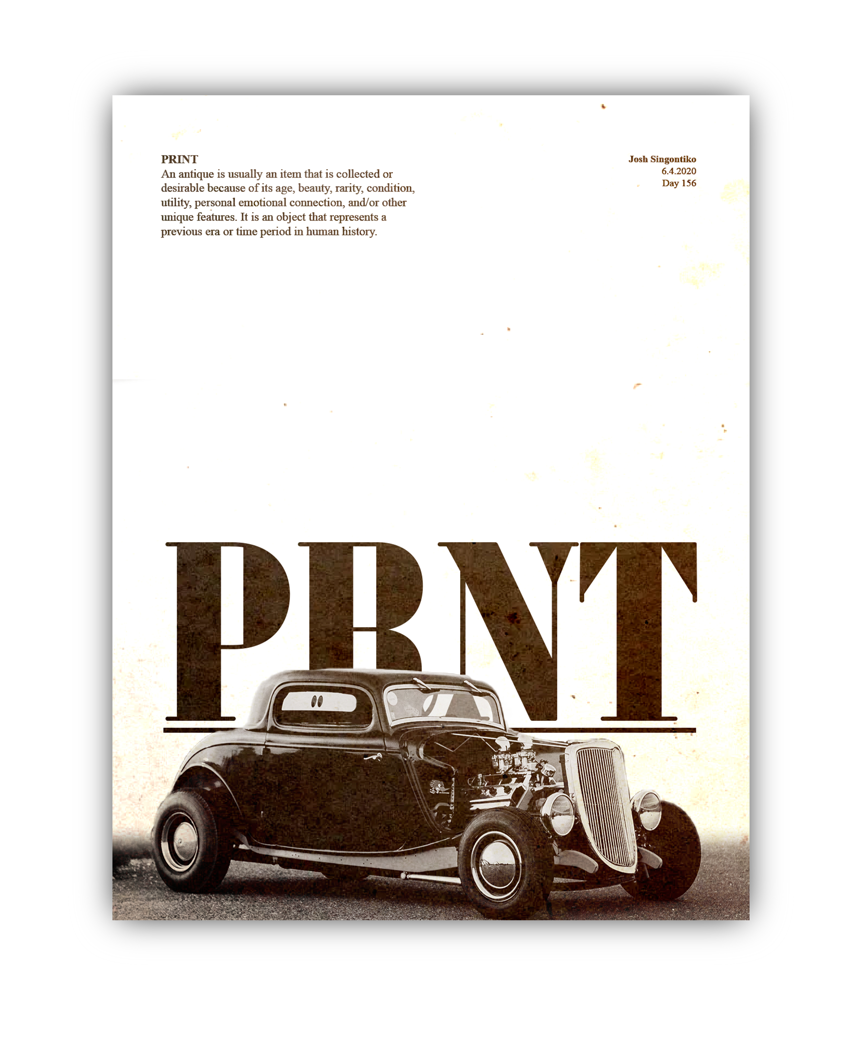 PRINT
An antique is usually an item that is collected or
desirable because of its age, beauty, rarity, condition,
utility, personal emotional connection, and/or other
unique features. It is an object that represents a
previous era or time period in human history.
Josh Singontiko
6.4.2020
Day 156
PRNT